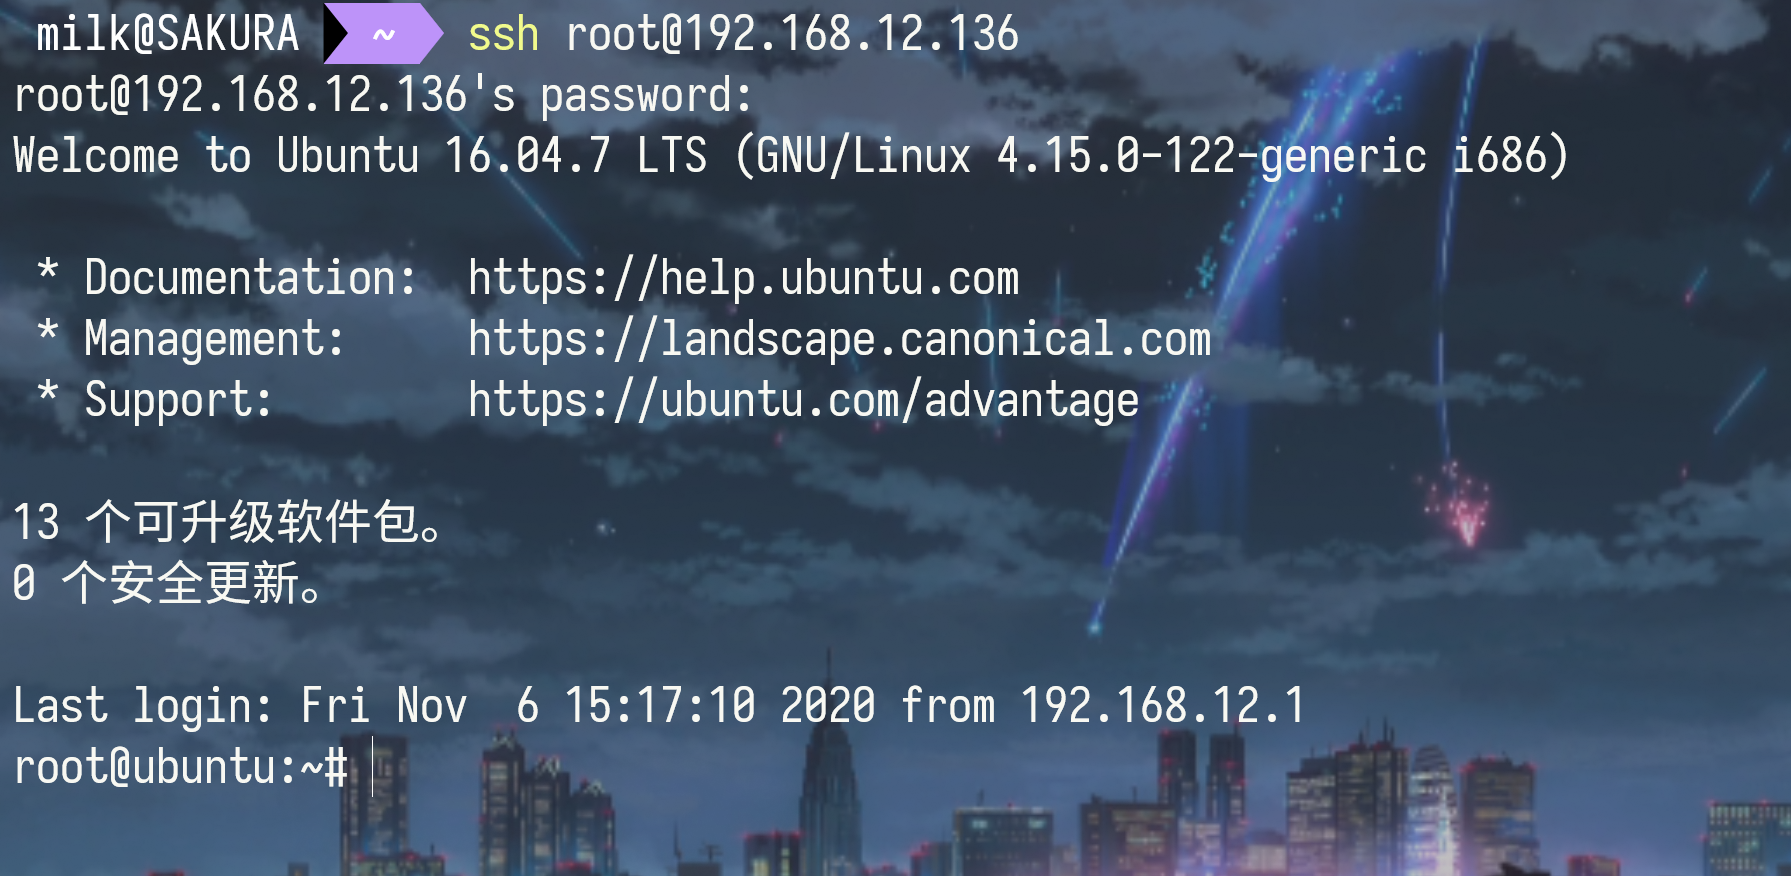 milk@SAKURA ~ ssh root@192.168.12.136
root@192.168.12.136's password:
Welcome to Ubuntu 16.04.7 LTS (GNU/Linux 4.15.0-122-generic i686)
* Documentation:  https://help.ubuntu.com
* Management:     https://landscape.canonical.com
* Support:        https://ubuntu.com/advantage
13 个可升级软件包。
0 个安全更新。
Last login: Fri Nov  6 15:17:10 2020 from 192.168.12.1
root@ubuntu:~#